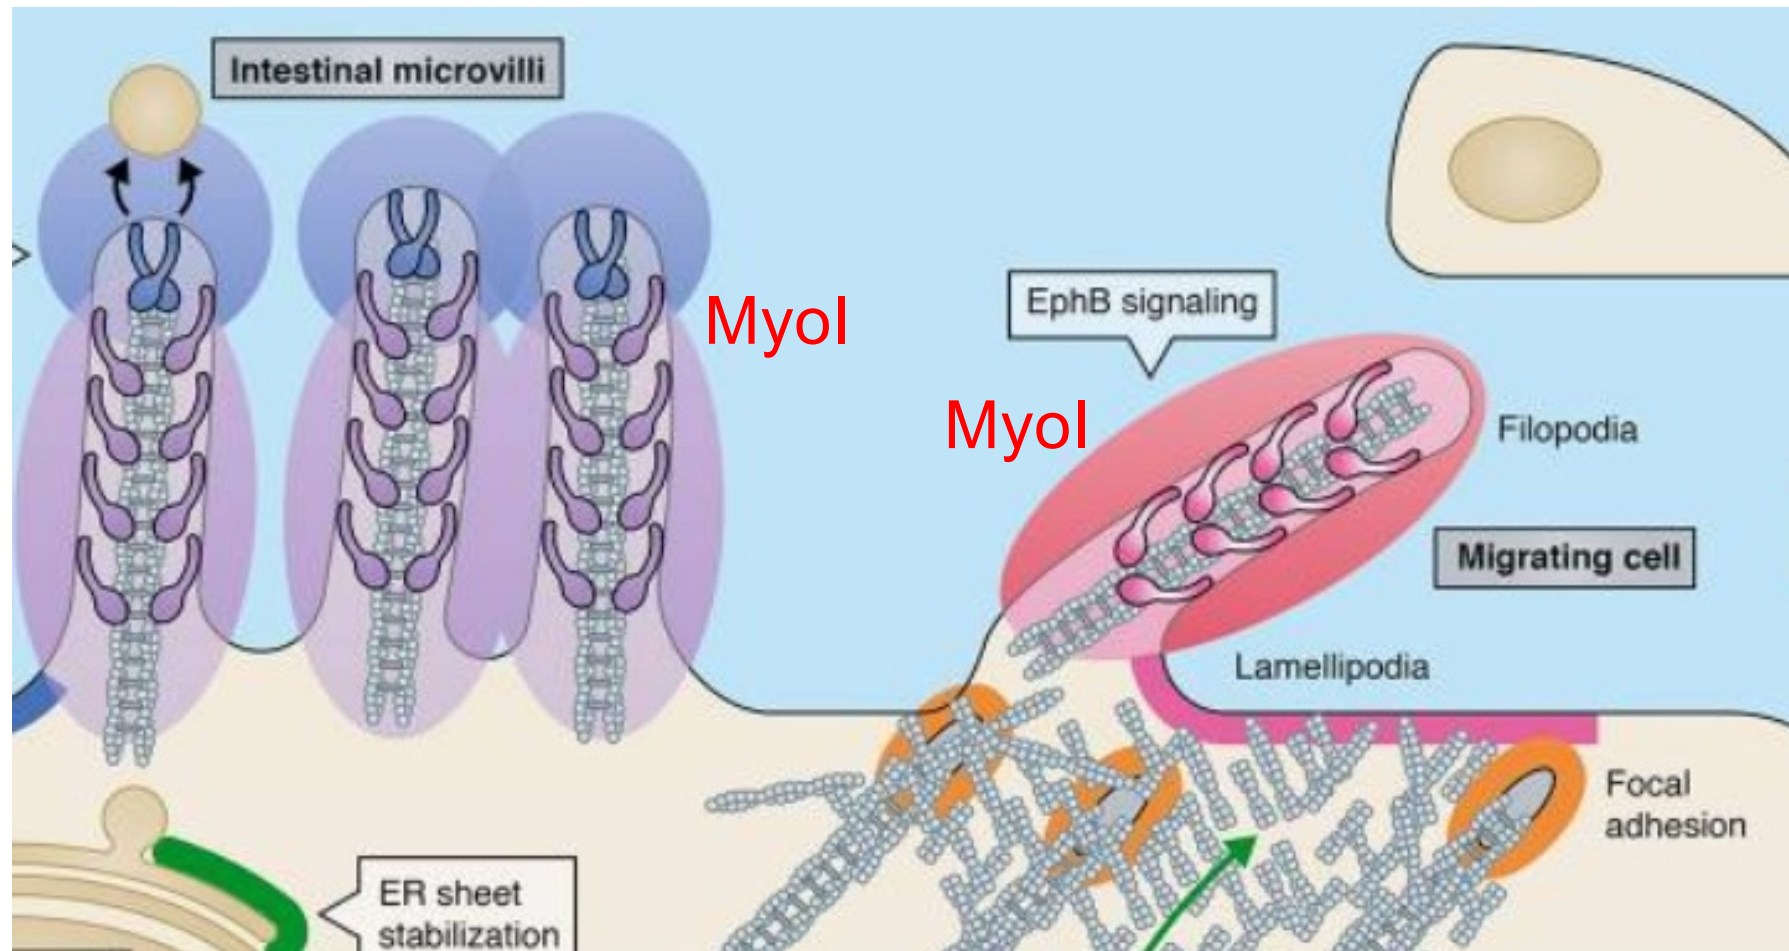 Intestinal microvilli
MyoI
EphB signaling
MyoI
Filopodia
Migrating cell
Lamellipodia
Focal
adhesion
ER sheet
stabilization